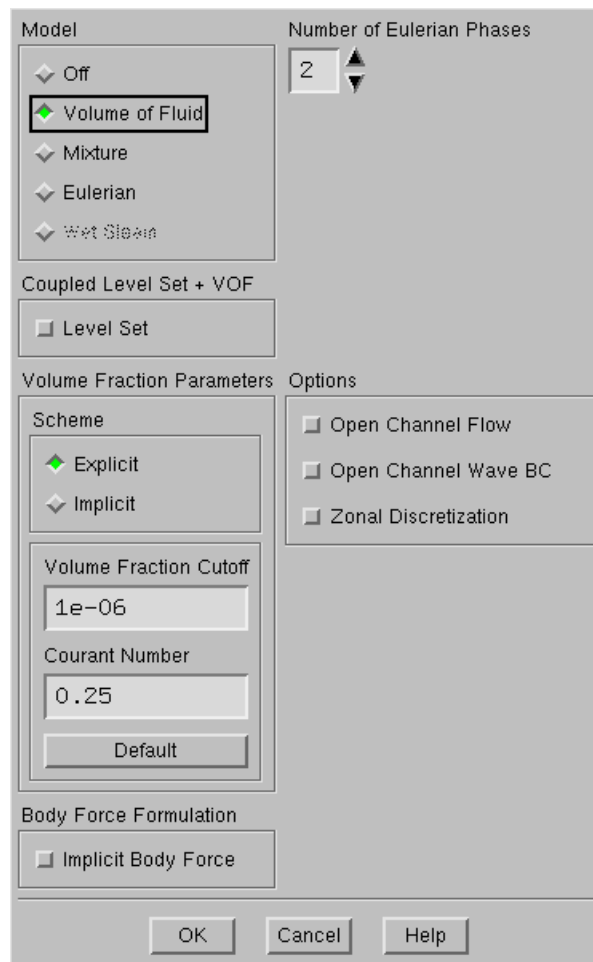 Model
Off
Volume of Fluid
Mixture
Eulerian
Wet Steam
Number of Eulerian Phases
2
Coupled Level Set + VOF
Level Set
Volume Fraction Parameters
Scheme
Explicit
Implicit
Volume Fraction Cutoff
1e-06
Courant Number
0.25
Default
Options
Open Channel Flow
Open Channel Wave BC
Zonal Discretization
Body Force Formulation
Implicit Body Force
OK
Cancel
Help